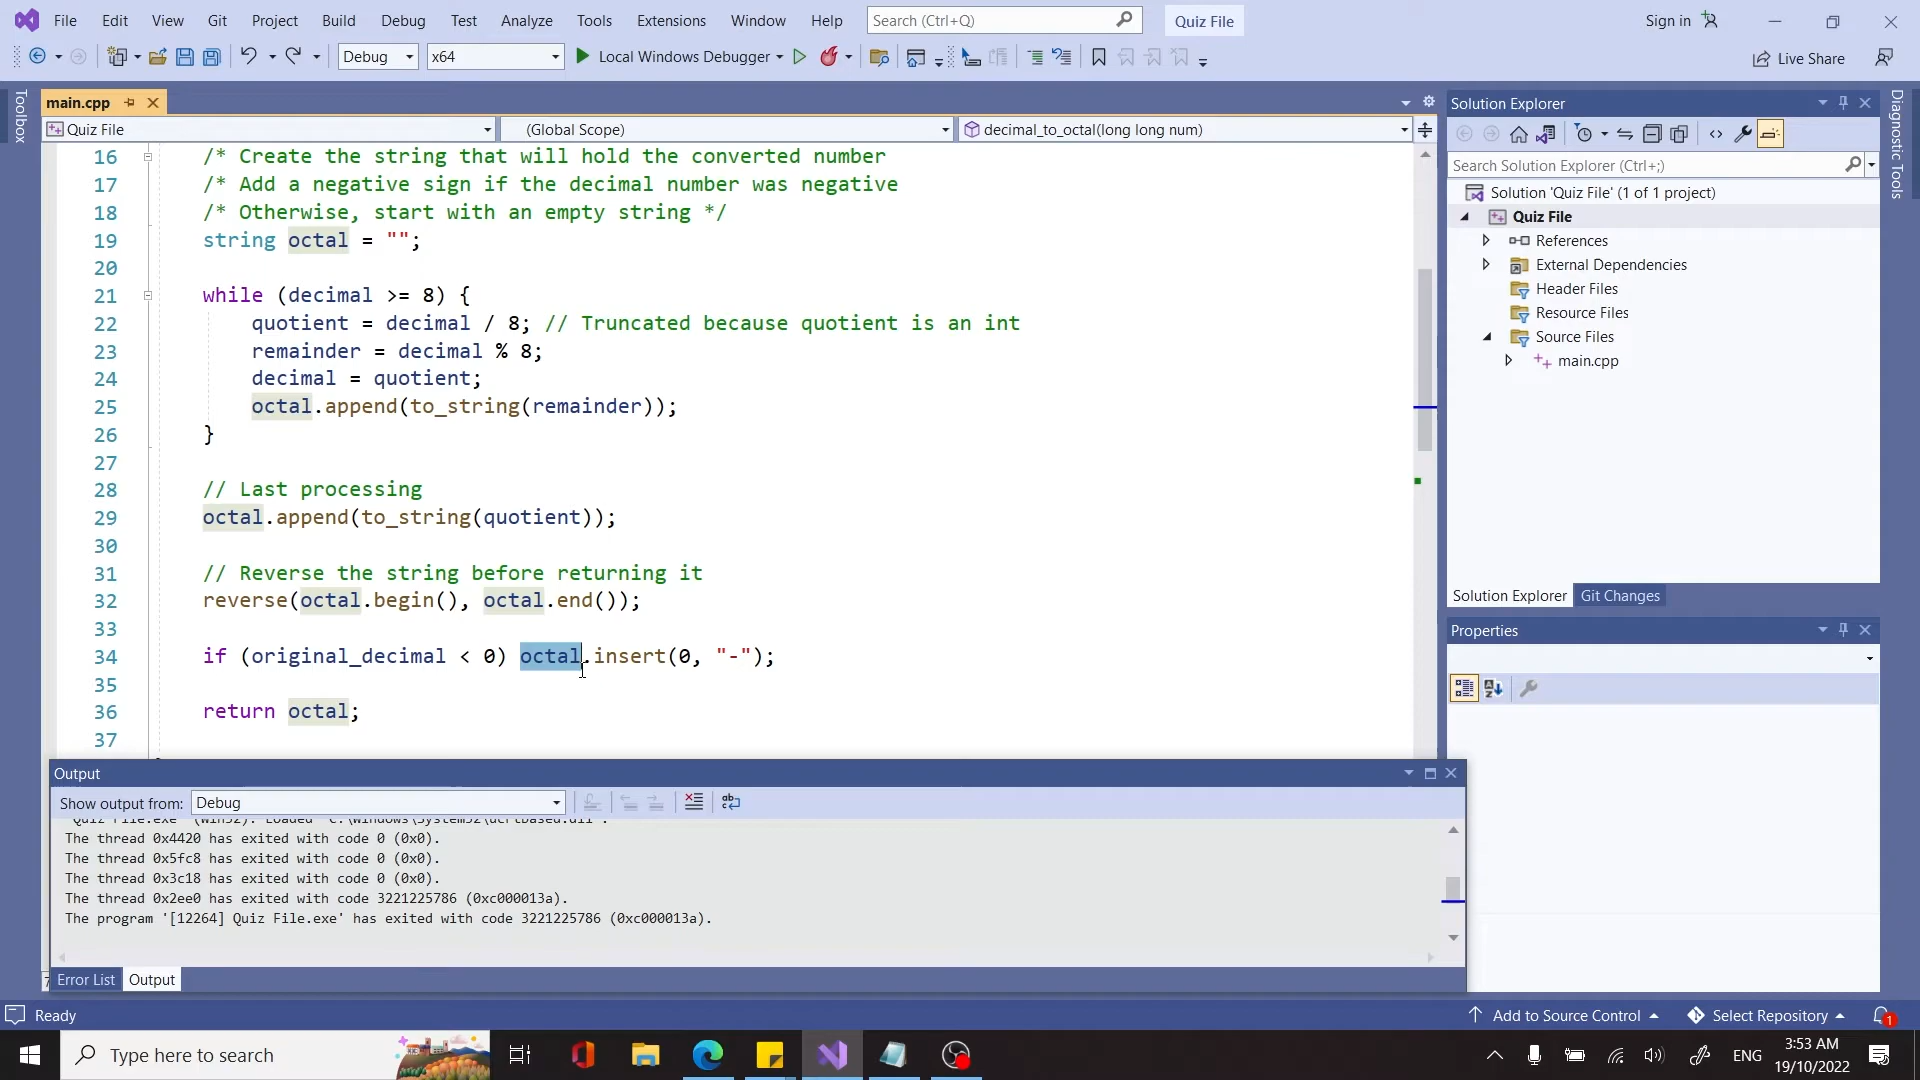 File Edit View Git Project Build Debug Test Analyze Tools Extensions Window Help Search (Ctrl+Q) Quiz File Sign in
Debug x64 Local Windows Debugger Live Share
Toolbox
main.cpp
Quiz File (Global Scope) decimal_to_octal(long long num)
16 /* Create the string that will hold the converted number
17 /* Add a negative sign if the decimal number was negative
18 /* Otherwise, start with an empty string */
19 string octal = "";
20
21 while (decimal >= 8) {
22 quotient = decimal / 8; // Truncated because quotient is an int
23 remainder = decimal % 8;
24 decimal = quotient;
25 octal.append(to_string(remainder));
26 }
27
28 // Last processing
29 octal.append(to_string(quotient));
30
31 // Reverse the string before returning it
32 reverse(octal.begin(), octal.end());
33
34 if (original_decimal < 0) octal.insert(0, "-");
35
36 return octal;
37
Output
Show output from: Debug
'Quiz File.exe' (Win32): Loaded 'C:\Windows\System32\ucrtbased.dll'.
The thread 0x4420 has exited with code 0 (0x0).
The thread 0x5fc8 has exited with code 0 (0x0).
The thread 0x3c18 has exited with code 0 (0x0).
The thread 0x2ee0 has exited with code 3221225786 (0xc000013a).
The program '[12264] Quiz File.exe' has exited with code 3221225786 (0xc000013a).
Error List Output
Solution Explorer
Search Solution Explorer (Ctrl+;)
Solution 'Quiz File' (1 of 1 project)
Quiz File
References
External Dependencies
Header Files
Resource Files
Source Files
main.cpp
Solution Explorer Git Changes
Properties
Diagnostic Tools
Ready Add to Source Control Select Repository 1
Type here to search ENG 3:53 AM
19/10/2022